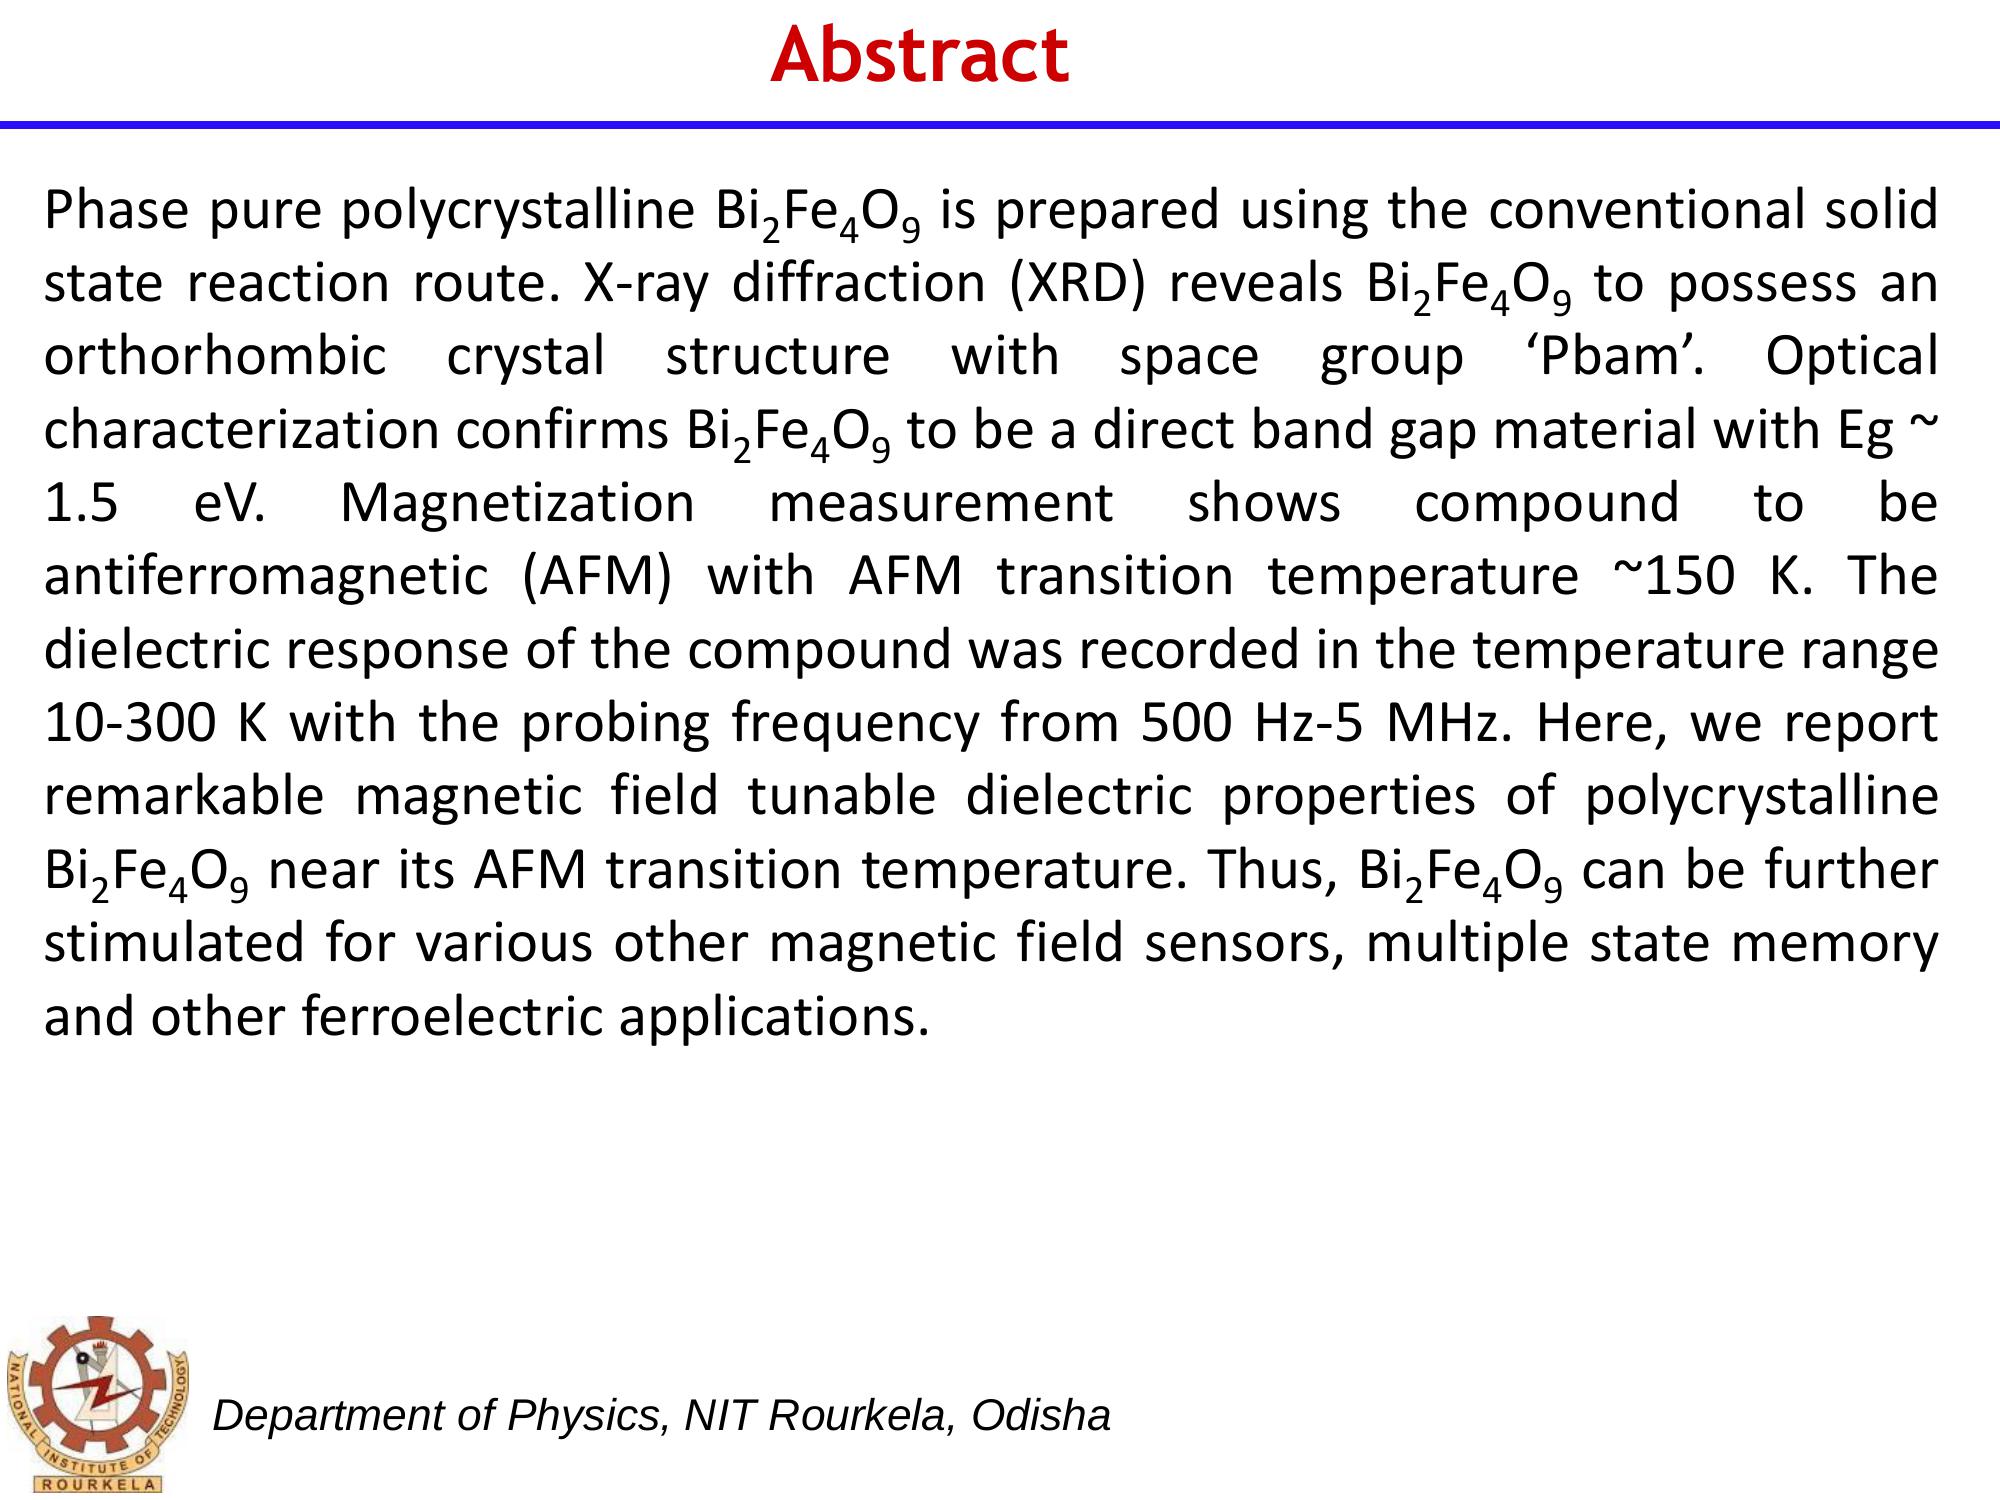 Abstract
Phase pure polycrystalline Bi₂Fe₄O₉ is prepared using the conventional solid
state reaction route. X-ray diffraction (XRD) reveals Bi₂Fe₄O₉ to possess an
orthorhombic crystal structure with space group ‘Pbam’. Optical
characterization confirms Bi₂Fe₄O₉ to be a direct band gap material with Eg ~
1.5 eV. Magnetization measurement shows compound to be
antiferromagnetic (AFM) with AFM transition temperature ~150 K. The
dielectric response of the compound was recorded in the temperature range
10-300 K with the probing frequency from 500 Hz-5 MHz. Here, we report
remarkable magnetic field tunable dielectric properties of polycrystalline
Bi₂Fe₄O₉ near its AFM transition temperature. Thus, Bi₂Fe₄O₉ can be further
stimulated for various other magnetic field sensors, multiple state memory
and other ferroelectric applications.
NATIONAL INSTITUTE OF TECHNOLOGY
ROURKELA
Department of Physics, NIT Rourkela, Odisha